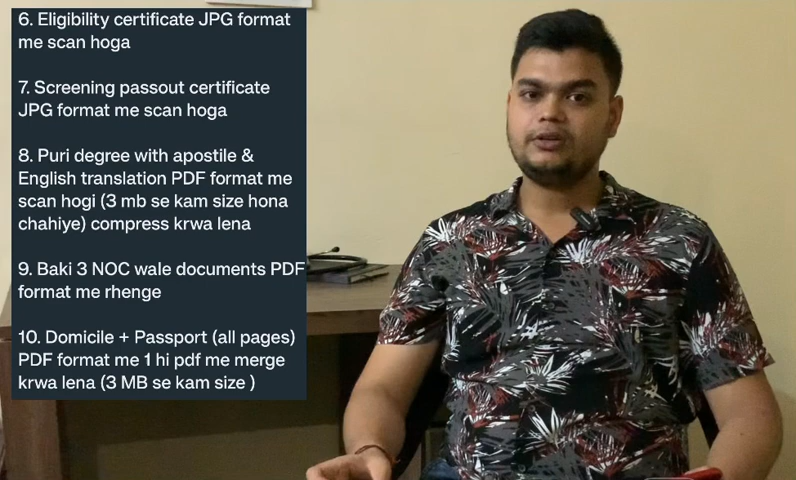 6. Eligibility certificate JPG format
me scan hoga
7. Screening passout certificate
JPG format me scan hoga
8. Puri degree with apostile &
English translation PDF format me
scan hogi (3 mb se kam size hona
chahiye) compress krwa lena
9. Baki 3 NOC wale documents PDF
format me rhenge
10. Domicile + Passport (all pages)
PDF format me 1 hi pdf me merge
krwa lena (3 MB se kam size )